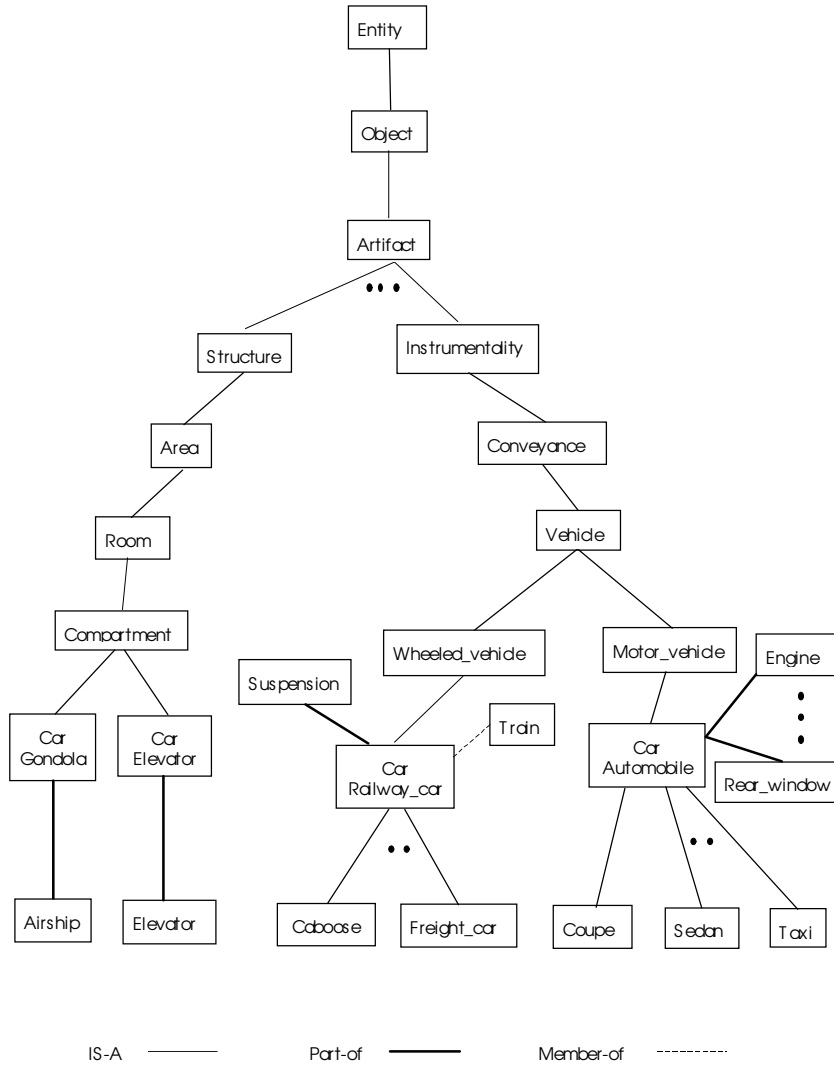 Entity
Object
Artifact
Structure
Instrumentality
Area
Conveyance
Room
Vehicle
Compartment
Wheeled_vehicle
Motor_vehicle
Engine
Suspension
Train
Car
Gondola
Car
Elevator
Car
Railway_car
Car
Automobile
Rear_window
Airship
Elevator
Caboose
Freight_car
Coupe
Sedan
Taxi
IS-A
Part-of
Member-of